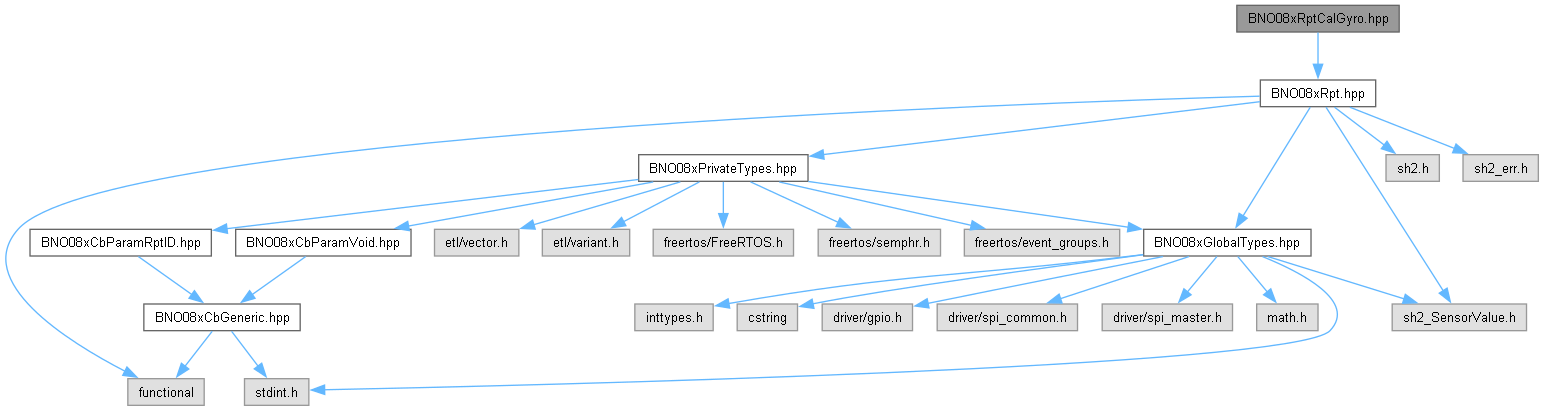 BNO08xRptCalGyro.hpp
BNO08xRpt.hpp
BNO08xPrivateTypes.hpp
sh2.h
sh2_err.h
BNO08xCbParamRptID.hpp
BNO08xCbParamVoid.hpp
etl/vector.h
etl/variant.h
freertos/FreeRTOS.h
freertos/semphr.h
freertos/event_groups.h
BNO08xGlobalTypes.hpp
BNO08xCbGeneric.hpp
inttypes.h
cstring
driver/gpio.h
driver/spi_common.h
driver/spi_master.h
math.h
sh2_SensorValue.h
functional
stdint.h